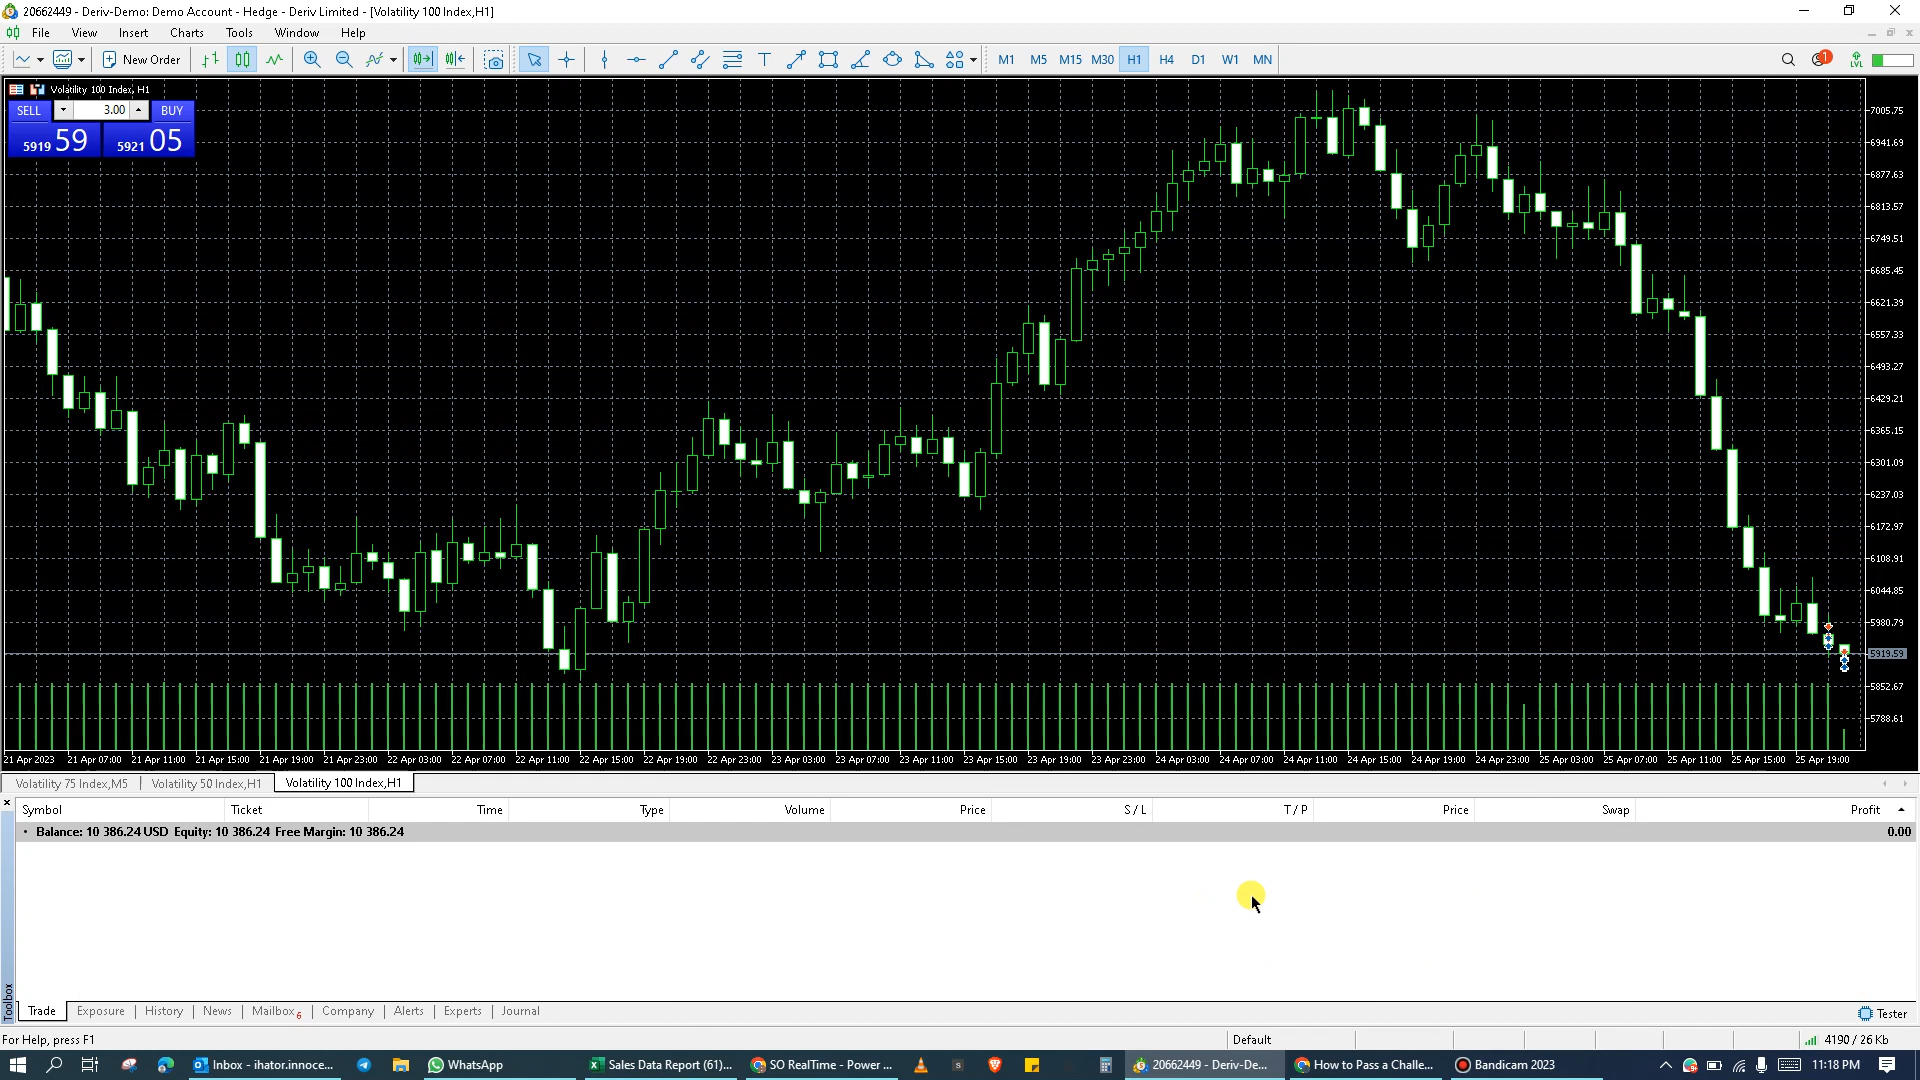 20662449 - Deriv-Demo: Demo Account - Hedge - Deriv Limited - [Volatility 100 Index,H1]
File View Insert Charts Tools Window Help
New Order M1 M5 M15 M30 H1 H4 D1 W1 MN 1 LVL
Volatility 100 Index, H1
SELL 3.00 BUY
5919 59 5921 05
7005.75
6941.69
6877.63
6813.57
6749.51
6685.45
6621.39
6557.33
6493.27
6429.21
6365.15
6301.09
6237.03
6172.97
6108.91
6044.85
5980.79
5919.59
5852.67
5788.61
21 Apr 2023 21 Apr 07:00 21 Apr 11:00 21 Apr 15:00 21 Apr 19:00 21 Apr 23:00 22 Apr 03:00 22 Apr 07:00 22 Apr 11:00 22 Apr 15:00 22 Apr 19:00 22 Apr 23:00 23 Apr 03:00 23 Apr 07:00 23 Apr 11:00 23 Apr 15:00 23 Apr 19:00 23 Apr 23:00 24 Apr 03:00 24 Apr 07:00 24 Apr 11:00 24 Apr 15:00 24 Apr 19:00 24 Apr 23:00 25 Apr 03:00 25 Apr 07:00 25 Apr 11:00 25 Apr 15:00 25 Apr 19:00
Volatility 75 Index,M5 Volatility 50 Index,H1 Volatility 100 Index,H1
Symbol Ticket Time Type Volume Price S / L T / P Price Swap Profit
Balance: 10 386.24 USD Equity: 10 386.24 Free Margin: 10 386.24 0.00
Toolbox
Trade Exposure History News Mailbox 6 Company Alerts Experts Journal Tester
For Help, press F1 Default 4190 / 26 Kb
Inbox - ihator.innoce... WhatsApp Sales Data Report (61)... SO RealTime - Power ... 20662449 - Deriv-De... How to Pass a Challe... Bandicam 2023 11:18 PM